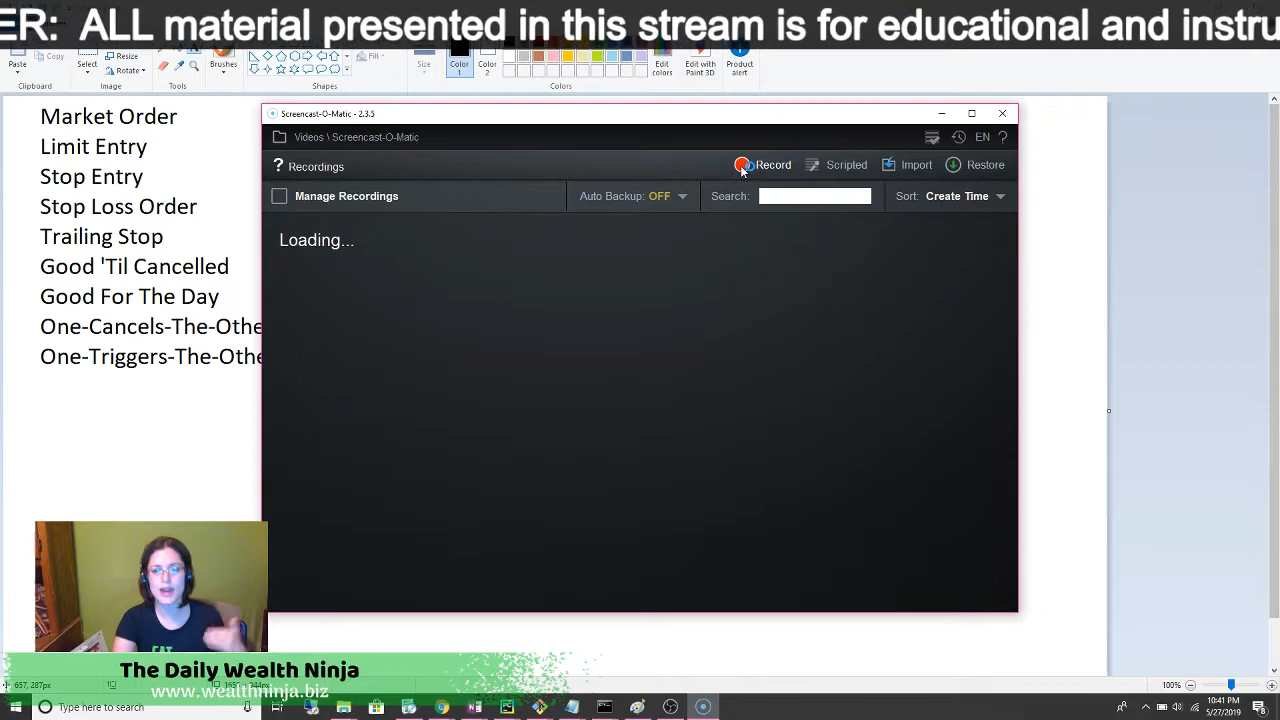 ER: ALL material presented in this stream is for educational and instru
Paste
Select
Resize
Rotate
Brushes
Fill
Size
Color 1
Color 2
Edit colors
Edit with Paint 3D
Product alert
Clipboard
Image
Tools
Shapes
Colors
Market Order
Limit Entry
Stop Entry
Stop Loss Order
Trailing Stop
Good 'Til Cancelled
Good For The Day
One-Cancels-The-Othe
One-Triggers-The-Othe
Screencast-O-Matic - 2.3.5
Videos \ Screencast-O-Matic
EN ?
? Recordings
Record
Scripted
Import
Restore
Manage Recordings
Auto Backup: OFF
Search:
Sort: Create Time
Loading...
The Daily Wealth Ninja
www.wealthninja.biz
657, 287px
100%
Type here to search
10:41 PM
5/27/2019